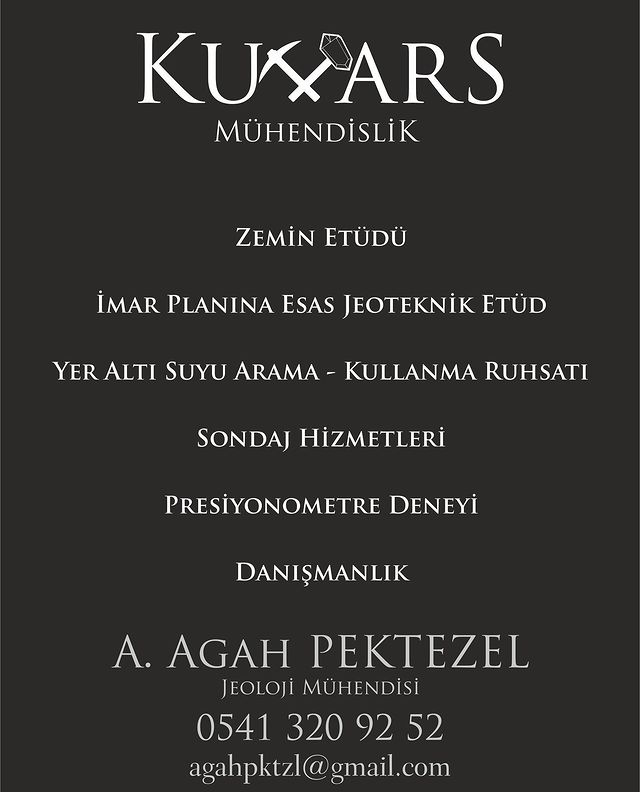 KUVARS
MÜHENDİSLİK
ZEMİN ETÜDÜ
İMAR PLANINA ESAS JEOTEKNİK ETÜD
YER ALTI SUYU ARAMA - KULLANMA RUHSATI
SONDAJ HİZMETLERİ
PRESİYONOMETRE DENEYİ
DANIŞMANLIK
A. AGAH PEKTEZEL
JEOLOJİ MÜHENDİSİ
0541 320 92 52
agahpktzl@gmail.com